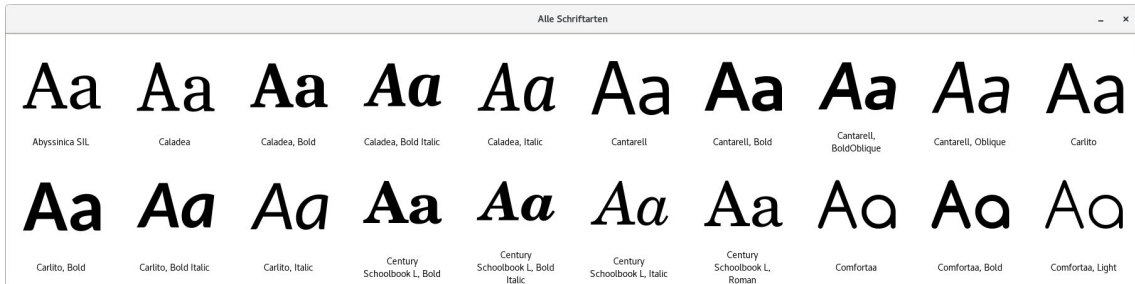 Alle Schriftarten
Aa Aa Aa Aa Aa Aa Aa Aa Aa Aa
Abyssinica SIL
Caladea
Caladea, Bold
Caladea, Bold Italic
Caladea, Italic
Cantarell
Cantarell, Bold
Cantarell,
BoldOblique
Cantarell, Oblique
Carlito
Aa Aa Aa Aa Aa Aa Aa Aa Aa Aa
Carlito, Bold
Carlito, Bold Italic
Carlito, Italic
Century
Schoolbook L, Bold
Century
Schoolbook L, Bold
Italic
Century
Schoolbook L, Italic
Century
Schoolbook L,
Roman
Comfortaa
Comfortaa, Bold
Comfortaa, Light